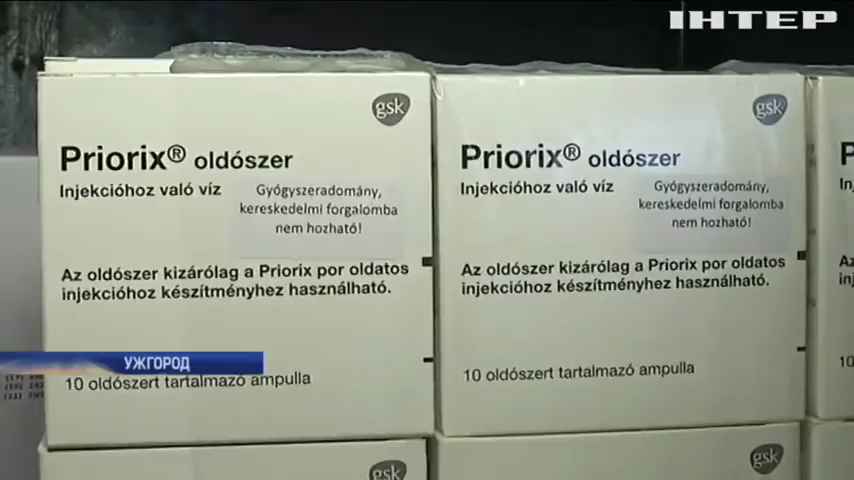 ІНТЕР
gsk
Priorix® oldószer
Injekcióhoz való víz
Gyógyszeradomány,
kereskedelmi forgalomba
nem hozható!
Az oldószer kizárólag a Priorix por oldatos
injekcióhoz készítményhez használható.
10 oldószert tartalmazó ampulla
gsk
Priorix® oldószer
Injekcióhoz való víz
Gyógyszeradomány,
kereskedelmi forgalomba
nem hozható!
Az oldószer kizárólag a Priorix por oldatos
injekcióhoz készítményhez használható.
10 oldószert tartalmazó ampulla
P
Az
10
УЖГОРОД
gsk
gsk